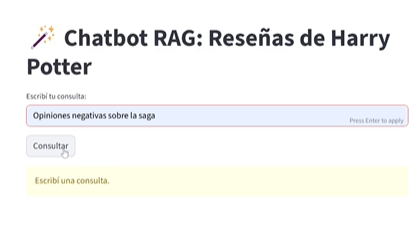 🪄 Chatbot RAG: Reseñas de Harry
Potter
Escribí tu consulta:
Opiniones negativas sobre la saga
Press Enter to apply
Consultar
Escribí una consulta.